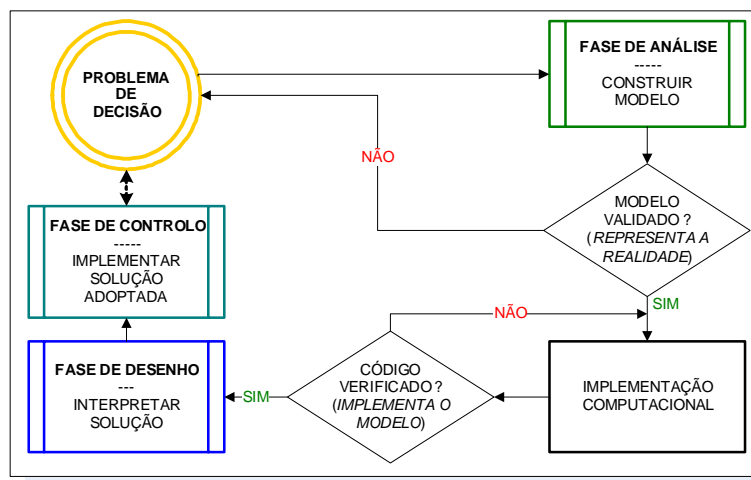 PROBLEMA
DE
DECISÃO
FASE DE ANÁLISE
-----
CONSTRUIR
MODELO
NÃO
MODELO
VALIDADO ?
(REPRESENTA A
REALIDADE)
SIM
FASE DE CONTROLO
-----
IMPLEMENTAR
SOLUÇÃO
ADOPTADA
NÃO
FASE DE DESENHO
---
INTERPRETAR
SOLUÇÃO
SIM
CÓDIGO
VERIFICADO ?
(IMPLEMENTA O
MODELO)
IMPLEMENTAÇÃO
COMPUTACIONAL